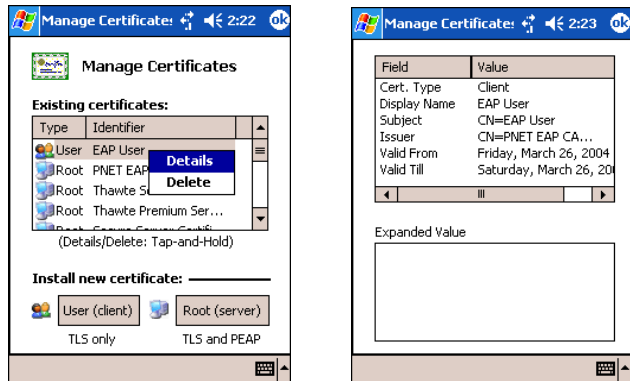 Manage Certificate: 2:22 ok
Manage Certificates
Existing certificates:
Type Identifier
User EAP User
Details
Root PNET EAP
Delete
Root Thawte S
Root Thawte Premium Ser...
Root Secure Server Certifi
(Details/Delete: Tap-and-Hold)
Install new certificate:
User (client) Root (server)
TLS only TLS and PEAP
Manage Certificate: 2:23 ok
Field Value
Cert. Type Client
Display Name EAP User
Subject CN=EAP User
Issuer CN=PNET EAP CA...
Valid From Friday, March 26, 2004
Valid Till Saturday, March 26, 20
Expanded Value